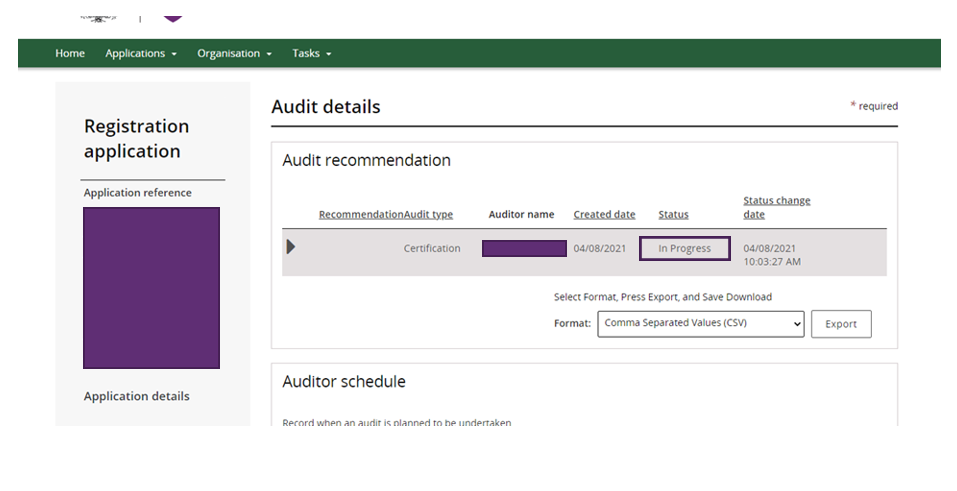 Home Applications Organisation Tasks
Registration
application
Application reference
Application details
Audit details
* required
Audit recommendation
Recommendation Audit type Auditor name Created date Status Status change
date
Certification 04/08/2021 In Progress 04/08/2021
10:03:27 AM
Select Format, Press Export, and Save Download
Format: Comma Separated Values (CSV) Export
Auditor schedule
Record when an audit is planned to be undertaken